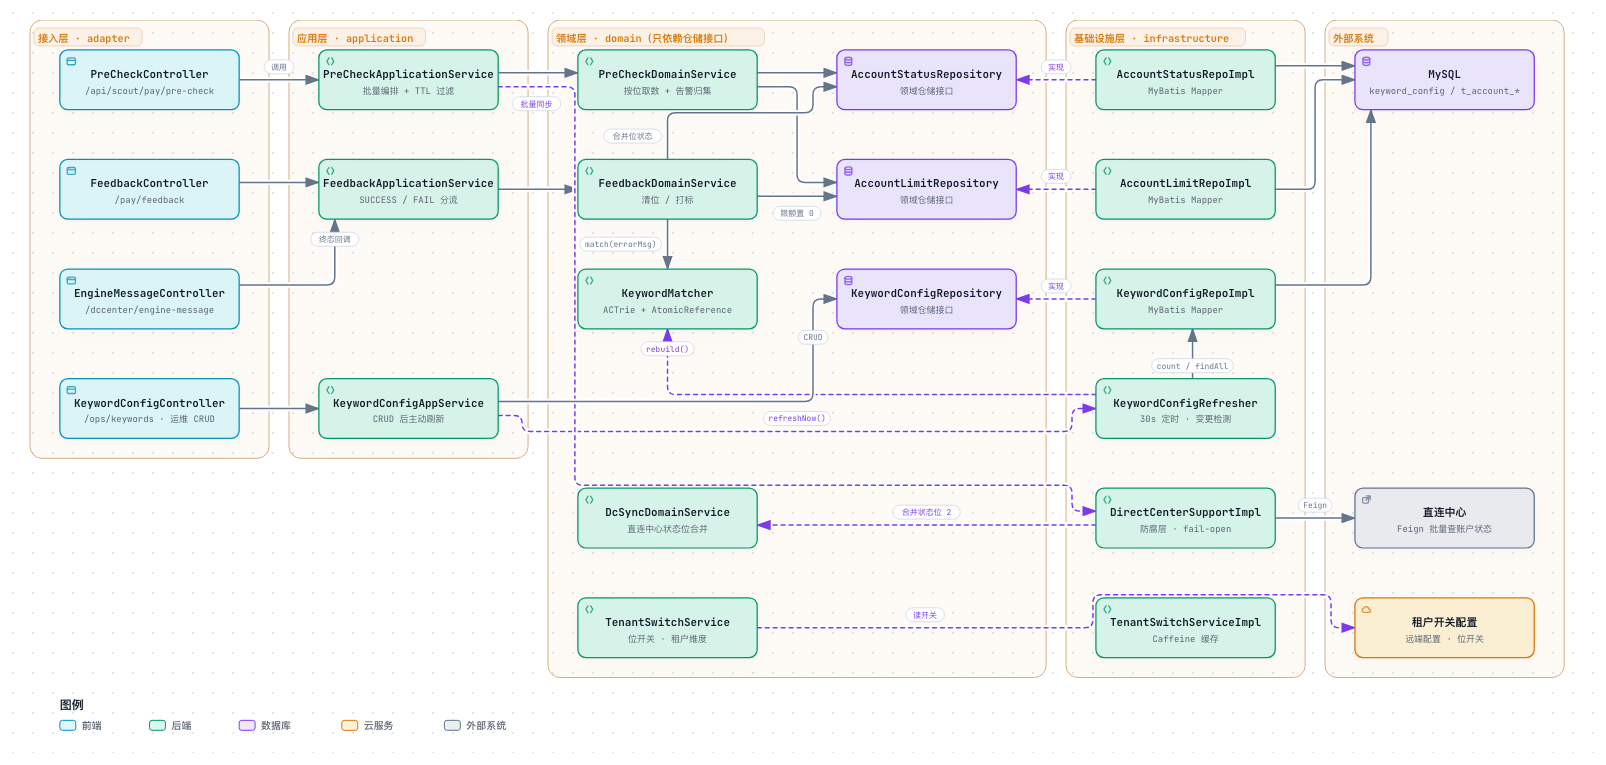 接入层 · adapter
应用层 · application
领域层 · domain（只依赖仓储接口）
基础设施层 · infrastructure
外部系统
PreCheckController
/api/scout/pay/pre-check
调用
PreCheckApplicationService
批量编排 + TTL 过滤
批量同步
PreCheckDomainService
按位取数 + 告警归集
AccountStatusRepository
领域仓储接口
实现
AccountStatusRepoImpl
MyBatis Mapper
MySQL
keyword_config / t_account_*
合并位状态
FeedbackController
/pay/feedback
FeedbackApplicationService
SUCCESS / FAIL 分流
FeedbackDomainService
清位 / 打标
AccountLimitRepository
领域仓储接口
实现
AccountLimitRepoImpl
MyBatis Mapper
限额置 0
终态回调
match(errorMsg)
EngineMessageController
/dccenter/engine-message
KeywordMatcher
ACTrie + AtomicReference
KeywordConfigRepository
领域仓储接口
实现
KeywordConfigRepoImpl
MyBatis Mapper
CRUD
rebuild()
count / findAll
KeywordConfigController
/ops/keywords · 运维 CRUD
KeywordConfigAppService
CRUD 后主动刷新
refreshNow()
KeywordConfigRefresher
30s 定时 · 变更检测
DcSyncDomainService
直连中心状态位合并
合并状态位 2
DirectCenterSupportImpl
防腐层 · fail-open
Feign
直连中心
Feign 批量查账户状态
TenantSwitchService
位开关 · 租户维度
读开关
TenantSwitchServiceImpl
Caffeine 缓存
租户开关配置
远端配置 · 位开关
图例
前端
后端
数据库
云服务
外部系统